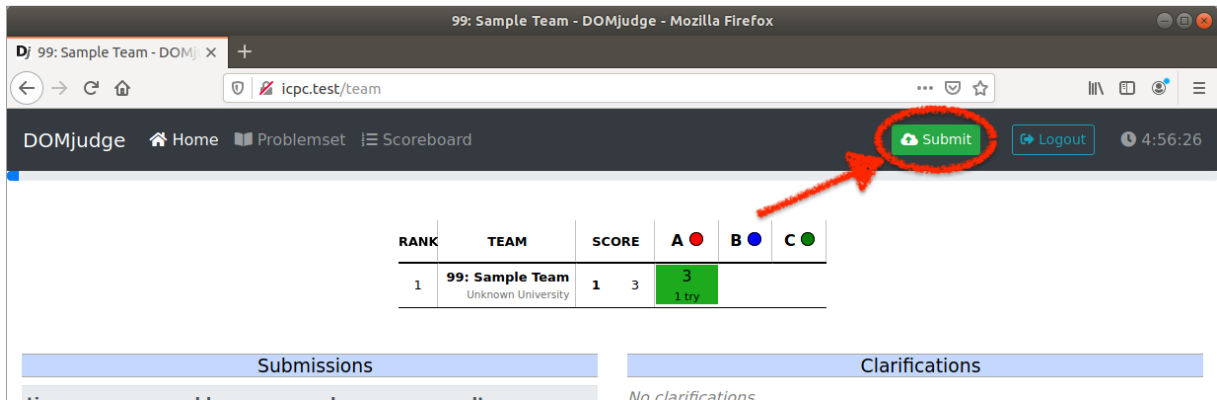 99: Sample Team - DOMjudge - Mozilla Firefox
Dj 99: Sample Team - DOMj
icpc.test/team
DOMjudge Home Problemset Scoreboard Submit Logout 4:56:26
RANK TEAM SCORE A B C
1 99: Sample Team 1 3 3
Unknown University 1 try
Submissions Clarifications
No clarifications